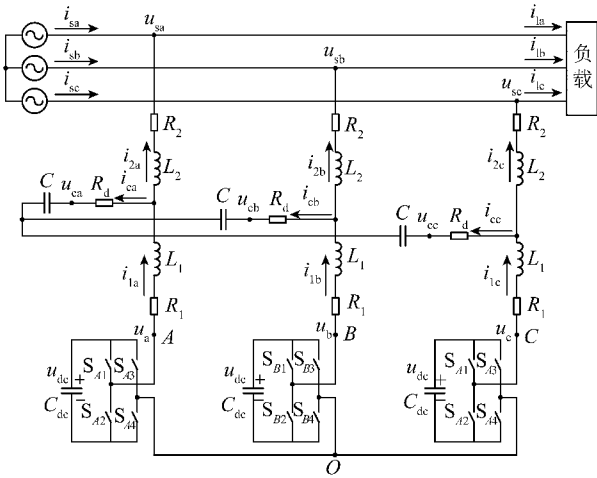 i_sa u_sa i_la
i_sb u_sb i_lb
i_sc u_sc i_lc
负载
R_2 R_2 R_2
i_2a L_2 i_2b L_2 i_2c L_2
C u_ca R_d i_ca
C u_cb R_d i_cb
C u_cc R_d i_cc
i_1a L_1 i_1b L_1 i_1c L_1
R_1 R_1 R_1
u_a A u_b B u_c C
u_dc + S_A1 S_A3 u_dc + S_B1 S_B3 u_dc + S_A1 S_A3
C_dc − S_A2 S_A4 C_dc − S_B2 S_B4 C_dc − S_A2 S_A4
O